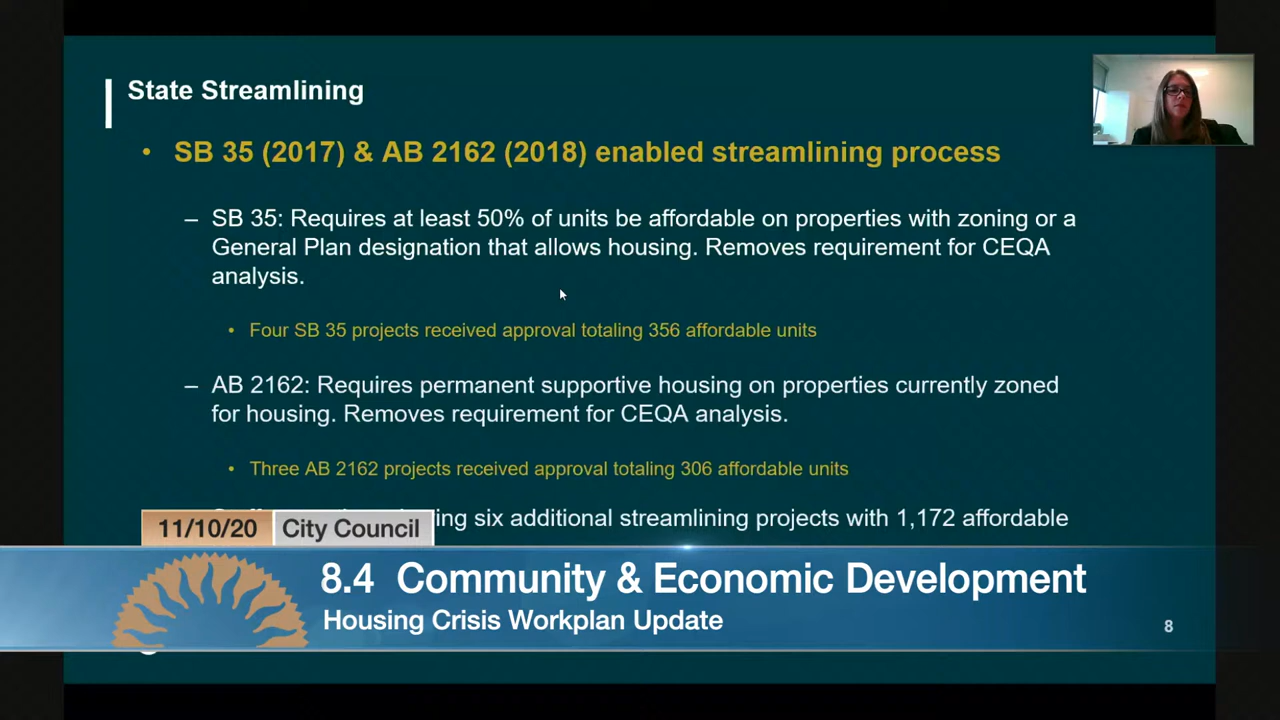 State Streamlining
• SB 35 (2017) & AB 2162 (2018) enabled streamlining process
– SB 35: Requires at least 50% of units be affordable on properties with zoning or a
General Plan designation that allows housing. Removes requirement for CEQA
analysis.
• Four SB 35 projects received approval totaling 356 affordable units
– AB 2162: Requires permanent supportive housing on properties currently zoned
for housing. Removes requirement for CEQA analysis.
• Three AB 2162 projects received approval totaling 306 affordable units
six additional streamlining projects with 1,172 affordable
11/10/20 City Council
8.4 Community & Economic Development
Housing Crisis Workplan Update
8